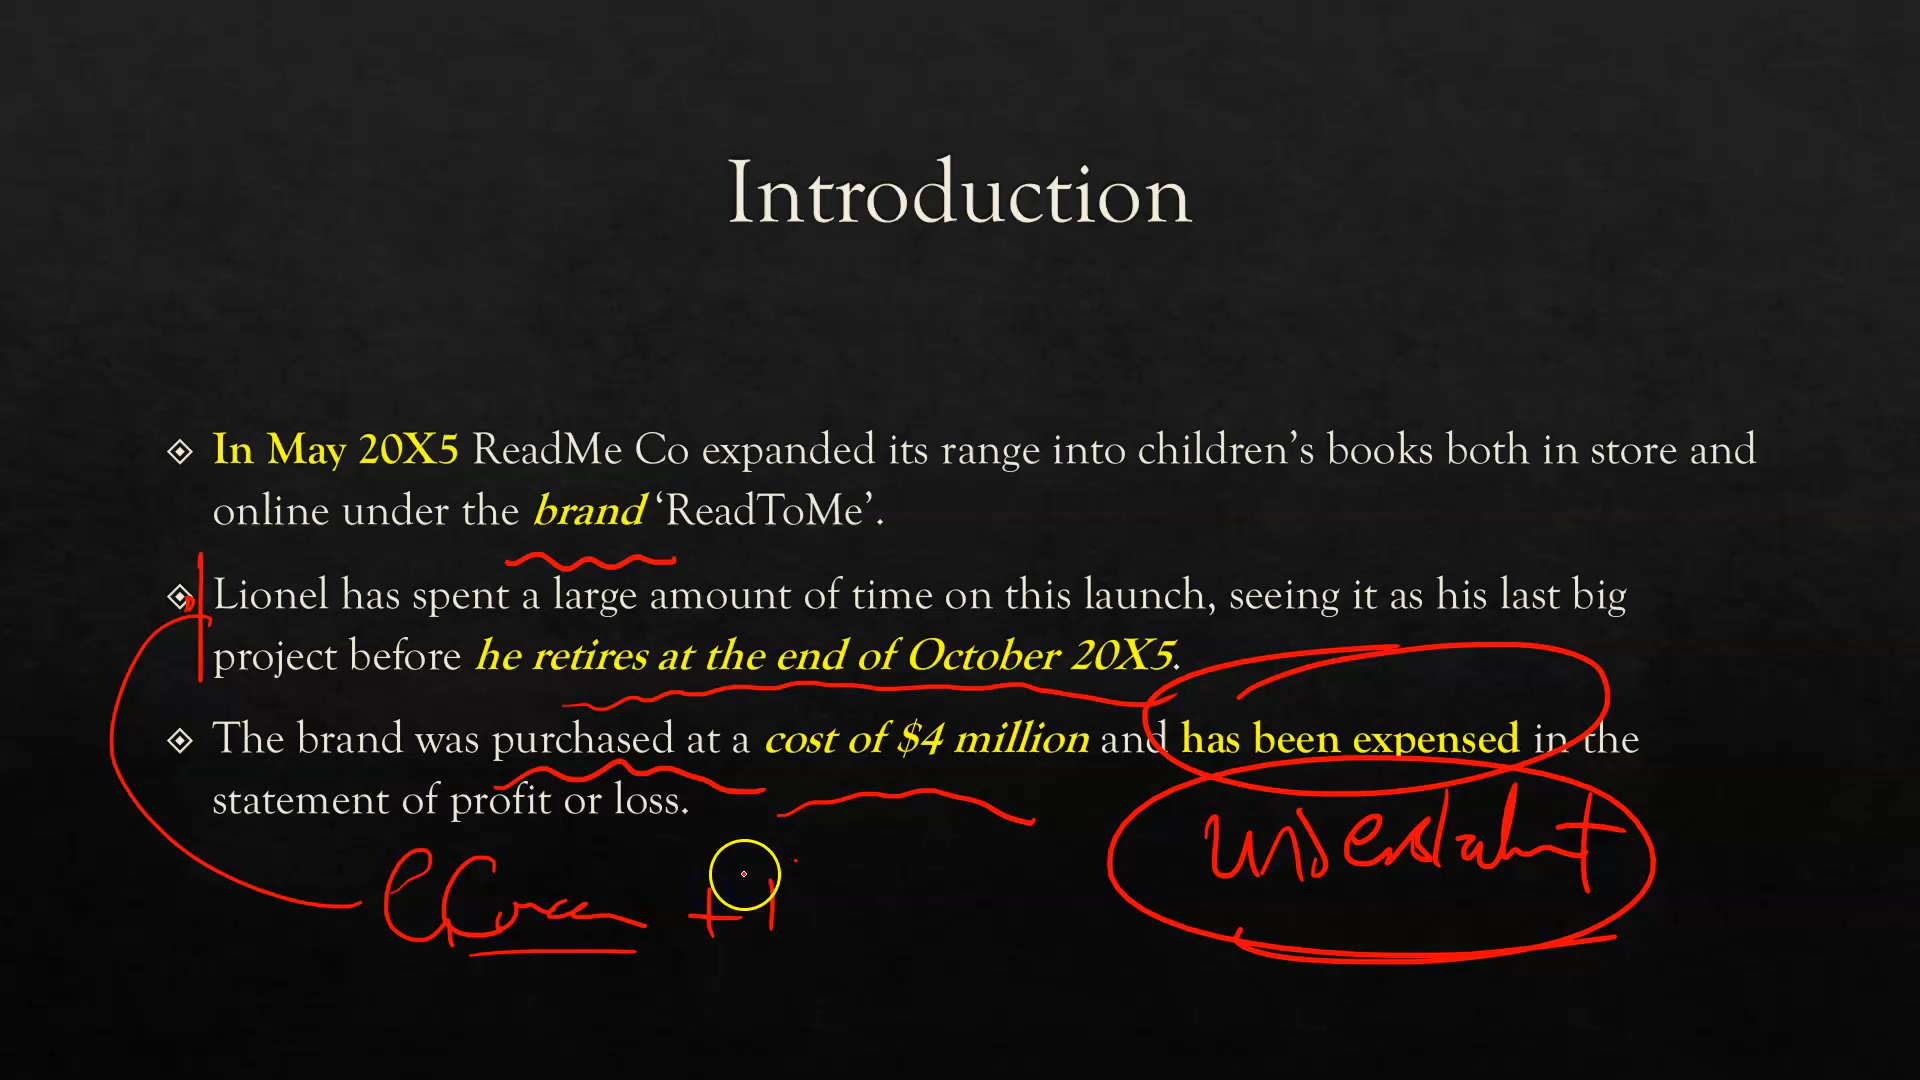 Introduction
In May 20X5 ReadMe Co expanded its range into children’s books both in store and
online under the brand ‘ReadToMe’.
Lionel has spent a large amount of time on this launch, seeing it as his last big
project before he retires at the end of October 20X5.
The brand was purchased at a cost of $4 million and has been expensed in the
statement of profit or loss.